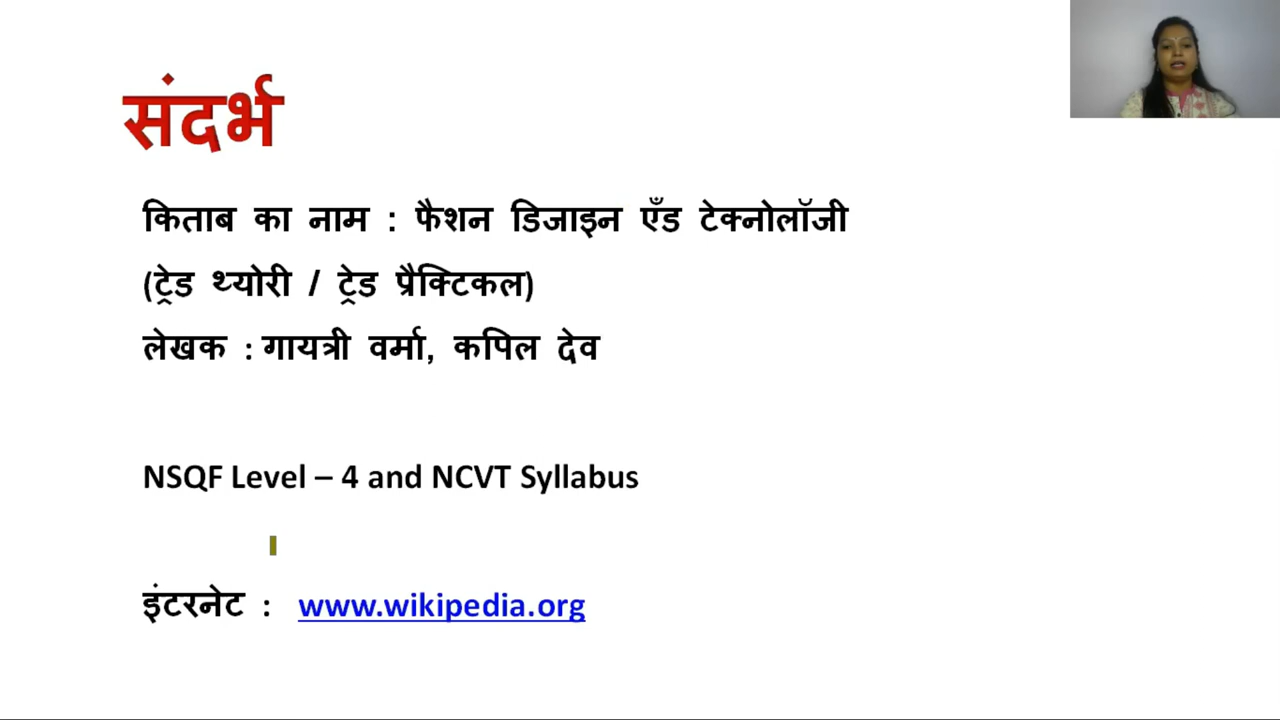 संदर्भ
किताब का नाम : फैशन डिजाइन एँड टेक्नोलॉजी
(ट्रेड थ्योरी / ट्रेड प्रैक्टिकल)
लेखक : गायत्री वर्मा, कपिल देव
NSQF Level – 4 and NCVT Syllabus
इंटरनेट : www.wikipedia.org